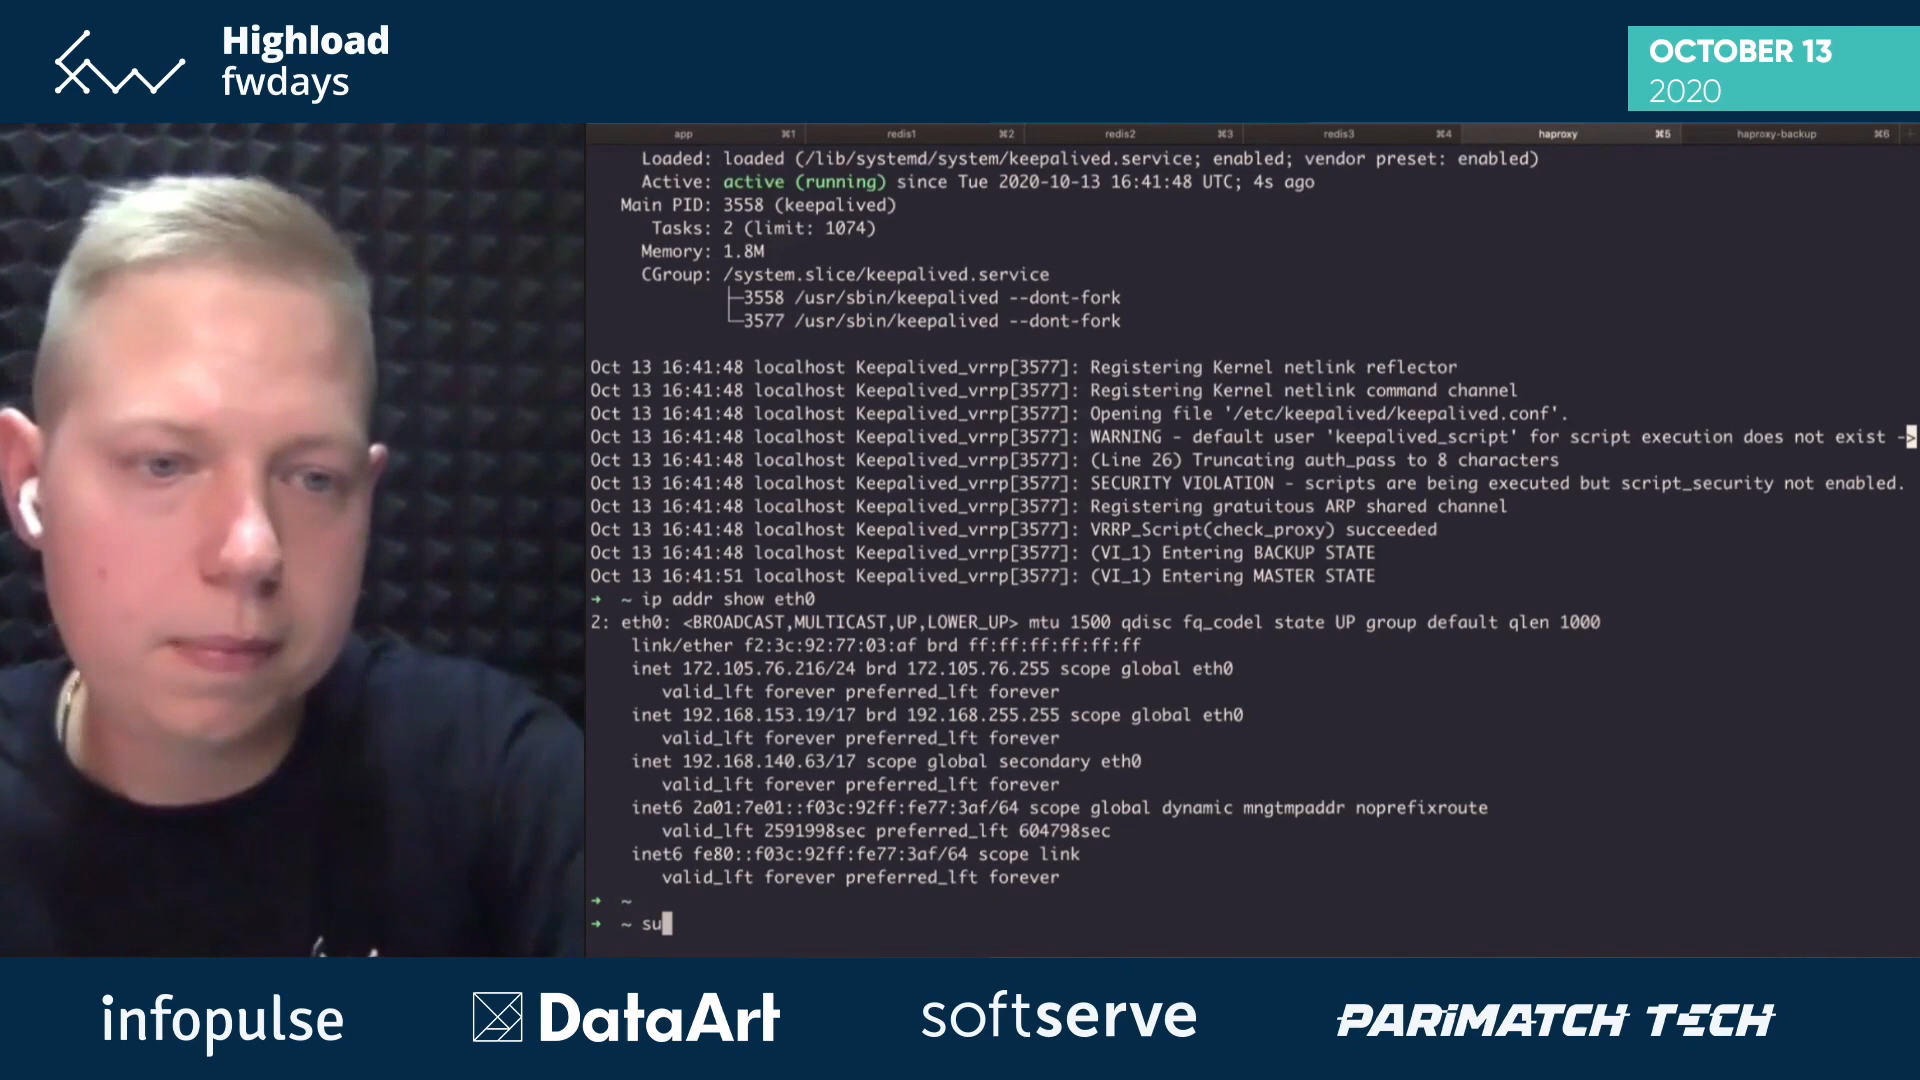 Highload
fwdays
OCTOBER 13
2020
app ⌘1 redis1 ⌘2 redis2 ⌘3 redis3 ⌘4 haproxy ⌘5 haproxy-backup ⌘6
Loaded: loaded (/lib/systemd/system/keepalived.service; enabled; vendor preset: enabled)
Active: active (running) since Tue 2020-10-13 16:41:48 UTC; 4s ago
Main PID: 3558 (keepalived)
Tasks: 2 (limit: 1074)
Memory: 1.8M
CGroup: /system.slice/keepalived.service
├─3558 /usr/sbin/keepalived --dont-fork
└─3577 /usr/sbin/keepalived --dont-fork
Oct 13 16:41:48 localhost Keepalived_vrrp[3577]: Registering Kernel netlink reflector
Oct 13 16:41:48 localhost Keepalived_vrrp[3577]: Registering Kernel netlink command channel
Oct 13 16:41:48 localhost Keepalived_vrrp[3577]: Opening file '/etc/keepalived/keepalived.conf'.
Oct 13 16:41:48 localhost Keepalived_vrrp[3577]: WARNING - default user 'keepalived_script' for script execution does not exist ->
Oct 13 16:41:48 localhost Keepalived_vrrp[3577]: (Line 26) Truncating auth_pass to 8 characters
Oct 13 16:41:48 localhost Keepalived_vrrp[3577]: SECURITY VIOLATION - scripts are being executed but script_security not enabled.
Oct 13 16:41:48 localhost Keepalived_vrrp[3577]: Registering gratuitous ARP shared channel
Oct 13 16:41:48 localhost Keepalived_vrrp[3577]: VRRP_Script(check_proxy) succeeded
Oct 13 16:41:48 localhost Keepalived_vrrp[3577]: (VI_1) Entering BACKUP STATE
Oct 13 16:41:51 localhost Keepalived_vrrp[3577]: (VI_1) Entering MASTER STATE
→ ~ ip addr show eth0
2: eth0: <BROADCAST,MULTICAST,UP,LOWER_UP> mtu 1500 qdisc fq_codel state UP group default qlen 1000
link/ether f2:3c:92:77:03:af brd ff:ff:ff:ff:ff:ff
inet 172.105.76.216/24 brd 172.105.76.255 scope global eth0
valid_lft forever preferred_lft forever
inet 192.168.153.19/17 brd 192.168.255.255 scope global eth0
valid_lft forever preferred_lft forever
inet 192.168.140.63/17 scope global secondary eth0
valid_lft forever preferred_lft forever
inet6 2a01:7e01::f03c:92ff:fe77:3af/64 scope global dynamic mngtmpaddr noprefixroute
valid_lft 2591998sec preferred_lft 604798sec
inet6 fe80::f03c:92ff:fe77:3af/64 scope link
valid_lft forever preferred_lft forever
→ ~
→ ~ su
infopulse DataArt softserve PARIMATCH TECH